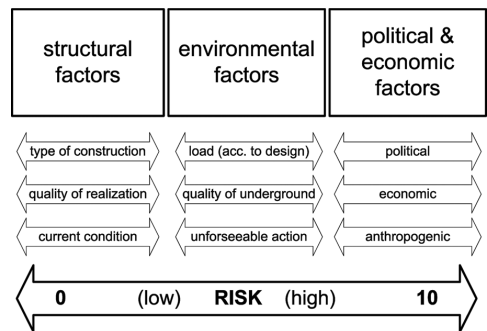 structural
factors
environmental
factors
political &
economic
factors
type of construction
load (acc. to design)
political
quality of realization
quality of underground
economic
current condition
unforseeable action
anthropogenic
0 (low) RISK (high) 10